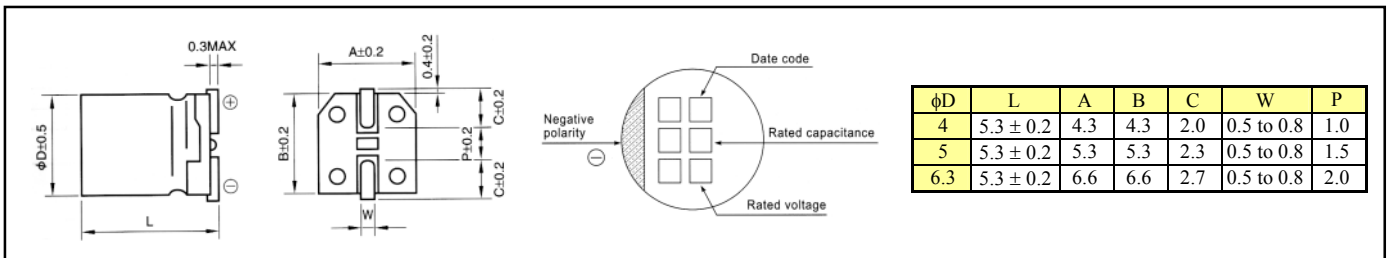 0.3MAX
⊕
ϕD±0.5
⊖
L
A±0.2
0.4±0.2
B±0.2
C±0.2
P±0.2
C±0.2
W
Date code
Negative
polarity
⊖
Rated capacitance
Rated voltage
ϕD L A B C W P
4 5.3 ± 0.2 4.3 4.3 2.0 0.5 to 0.8 1.0
5 5.3 ± 0.2 5.3 5.3 2.3 0.5 to 0.8 1.5
6.3 5.3 ± 0.2 6.6 6.6 2.7 0.5 to 0.8 2.0